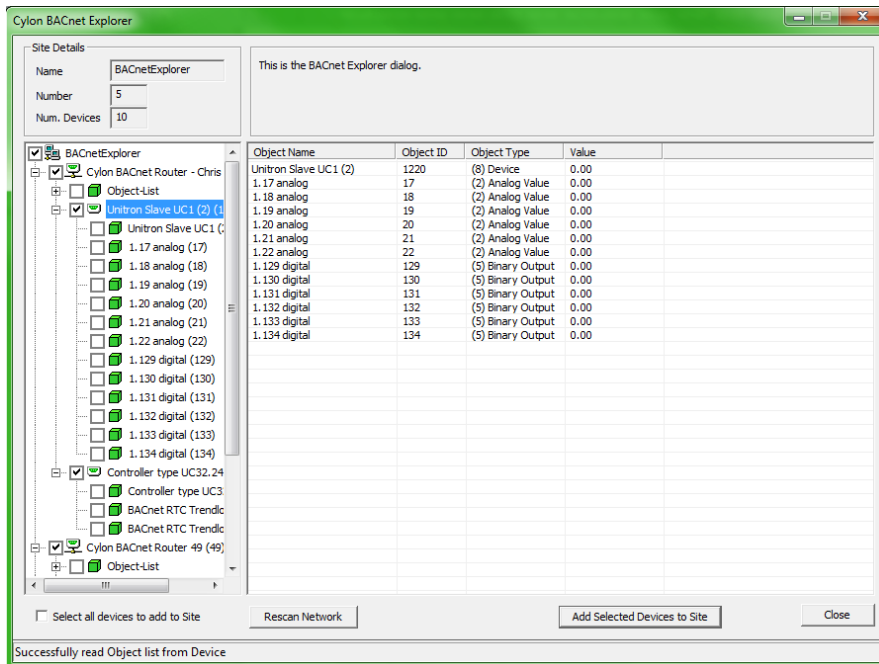 Cylon BACnet Explorer
Site Details
Name BACnetExplorer
Number 5
Num. Devices 10
This is the BACnet Explorer dialog.
BACnetExplorer
Cylon BACnet Router - Chris
Object-List
Unitron Slave UC1 (2) (1
Unitron Slave UC1 (2
1.17 analog (17)
1.18 analog (18)
1.19 analog (19)
1.20 analog (20)
1.21 analog (21)
1.22 analog (22)
1.129 digital (129)
1.130 digital (130)
1.131 digital (131)
1.132 digital (132)
1.133 digital (133)
1.134 digital (134)
Controller type UC32.24
Controller type UC3
BACnet RTC Trendlo
BACnet RTC Trendlo
Cylon BACnet Router 49 (49)
Object-List
Object Name Object ID Object Type Value
Unitron Slave UC1 (2) 1220 (8) Device 0.00
1.17 analog 17 (2) Analog Value 0.00
1.18 analog 18 (2) Analog Value 0.00
1.19 analog 19 (2) Analog Value 0.00
1.20 analog 20 (2) Analog Value 0.00
1.21 analog 21 (2) Analog Value 0.00
1.22 analog 22 (2) Analog Value 0.00
1.129 digital 129 (5) Binary Output 0.00
1.130 digital 130 (5) Binary Output 0.00
1.131 digital 131 (5) Binary Output 0.00
1.132 digital 132 (5) Binary Output 0.00
1.133 digital 133 (5) Binary Output 0.00
1.134 digital 134 (5) Binary Output 0.00
Select all devices to add to Site
Rescan Network
Add Selected Devices to Site
Close
Successfully read Object list from Device